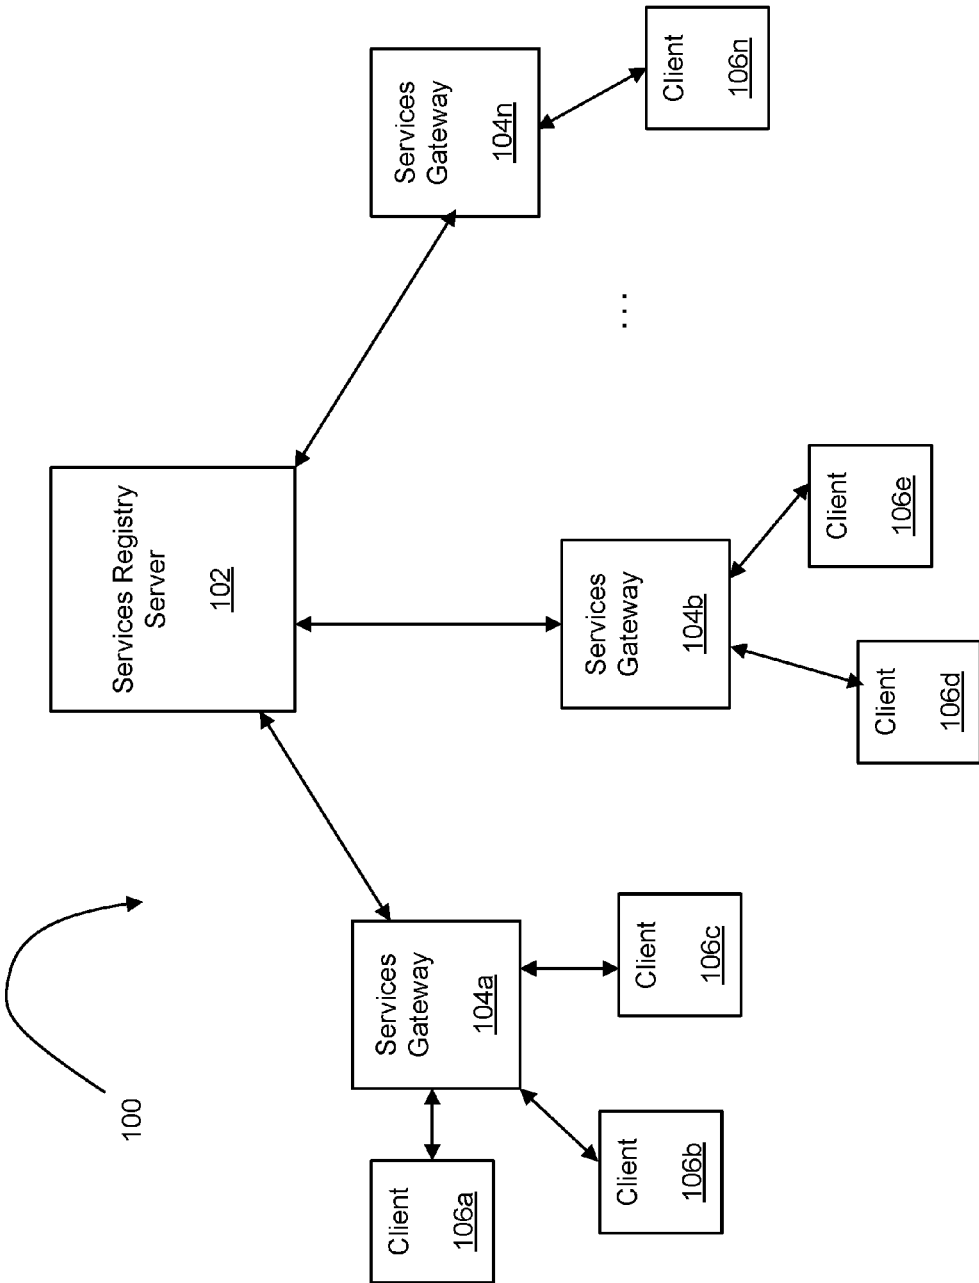 100
Services Registry
Server
102
Services
Gateway
104a
Services
Gateway
104b
Services
Gateway
104n
Client
106a
Client
106b
Client
106c
Client
106d
Client
106e
...
Client
106n